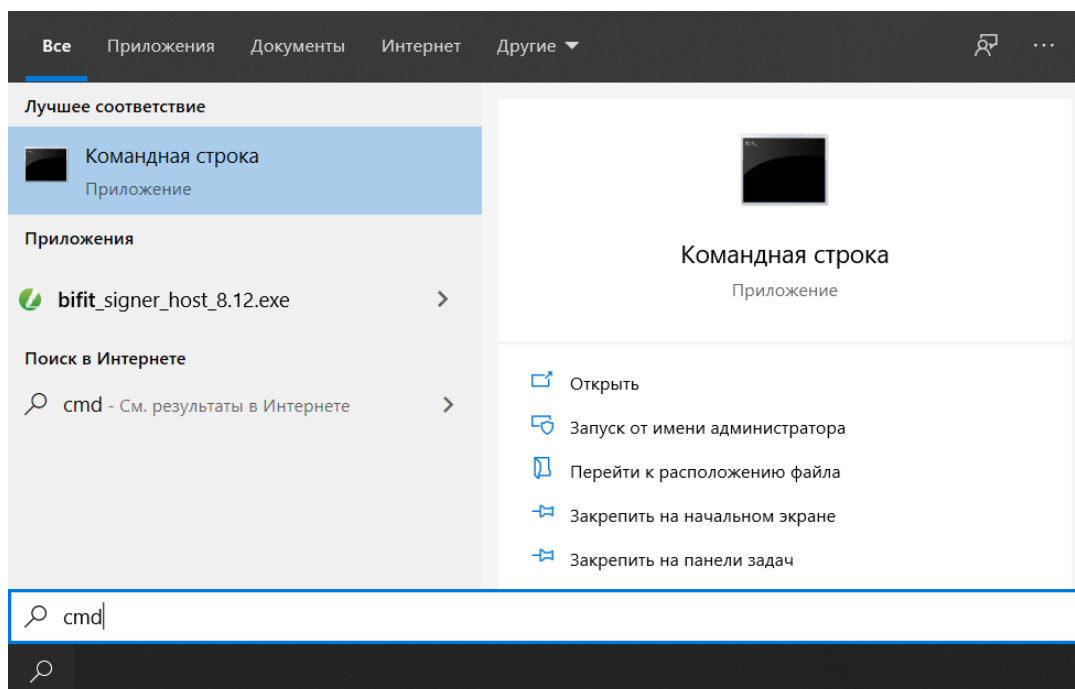 Все Приложения Документы Интернет Другие
Лучшее соответствие
Командная строка
Приложение
Приложения
bifit_signer_host_8.12.exe
Поиск в Интернете
cmd - См. результаты в Интернете
Командная строка
Приложение
Открыть
Запуск от имени администратора
Перейти к расположению файла
Закрепить на начальном экране
Закрепить на панели задач
cmd